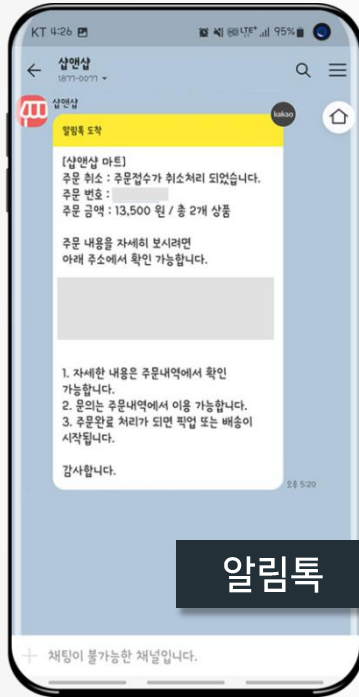 KT 4:26
LTE+ 95%
샵앤샵
1877-0077
샵앤샵
kakao
알림톡 도착
[샵앤샵 마트]
주문 취소 : 주문접수가 취소처리 되었습니다.
주문 번호 :
주문 금액 : 13,500 원 / 총 2개 상품
주문 내용을 자세히 보시려면
아래 주소에서 확인 가능합니다.
1. 자세한 내용은 주문내역에서 확인
가능합니다.
2. 문의는 주문내역에서 이용 가능합니다.
3. 주문완료 처리가 되면 픽업 또는 배송이
시작됩니다.
감사합니다.
오후 5:20
알림톡
채팅이 불가능한 채널입니다.